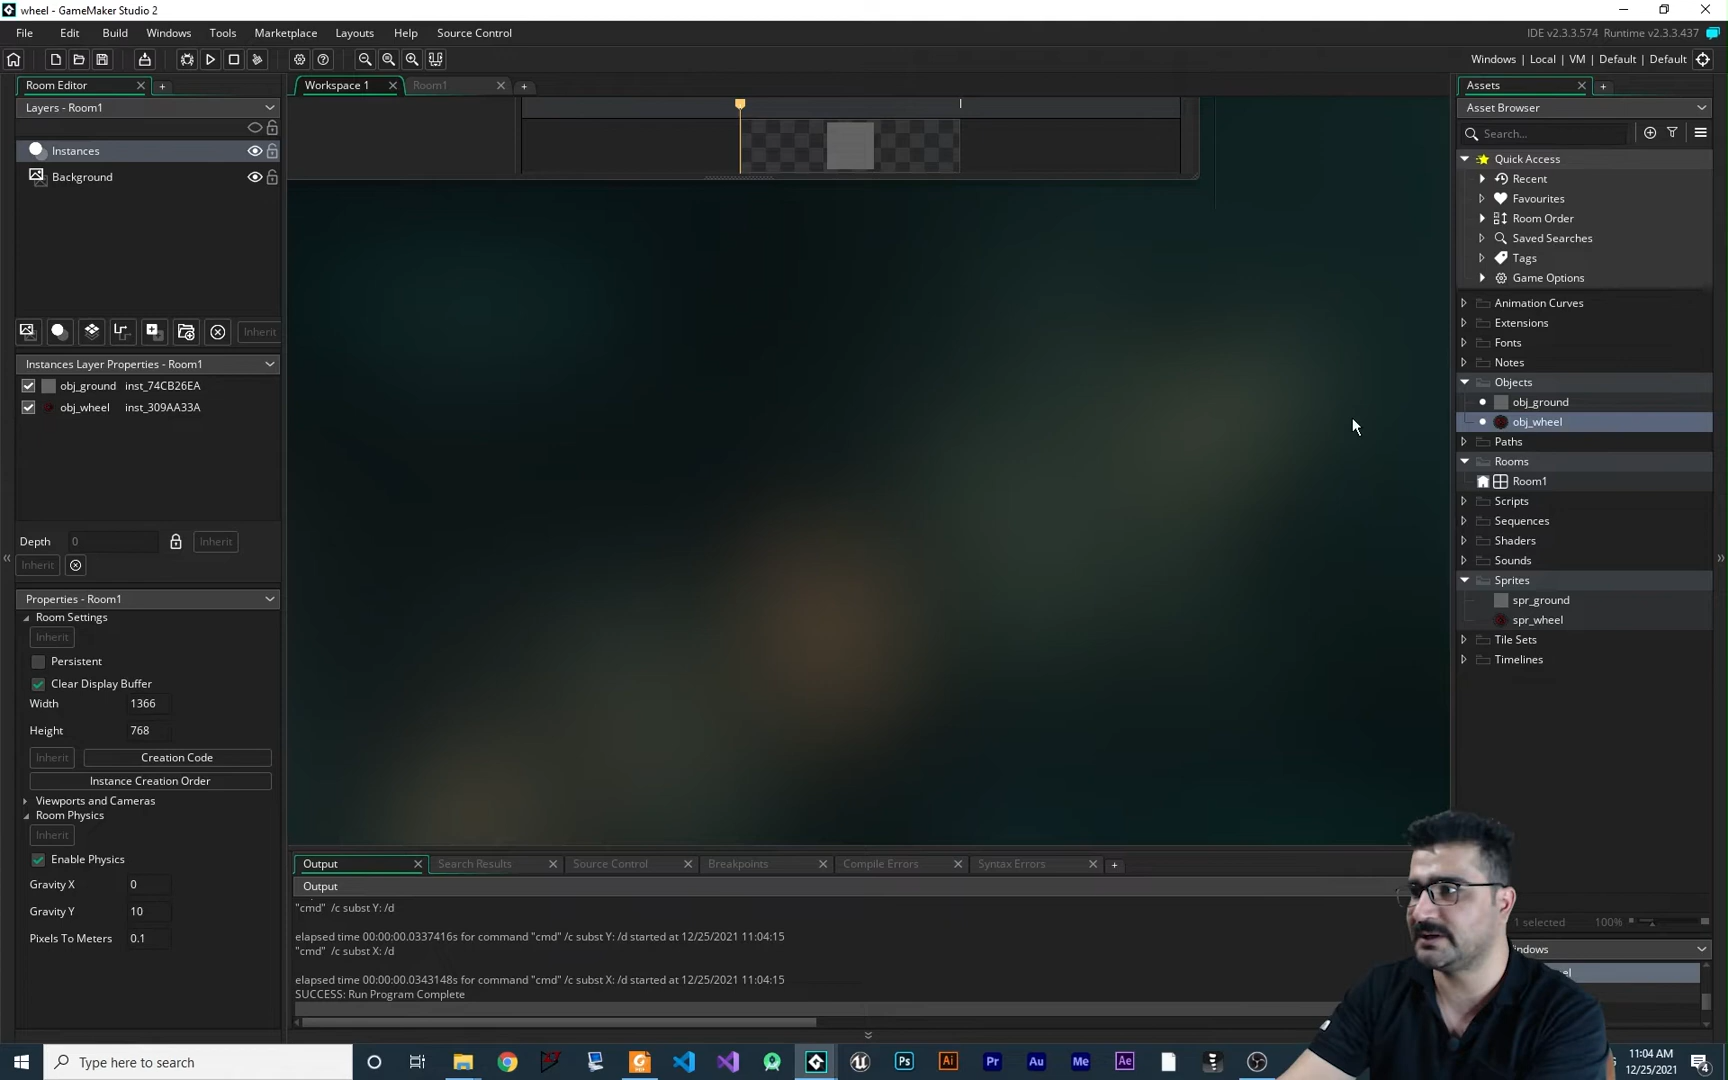 wheel - GameMaker Studio 2
File Edit Build Windows Tools Marketplace Layouts Help Source Control
IDE v2.3.3.574 Runtime v2.3.3.437
Windows | Local | VM | Default | Default
Room Editor
Workspace 1
Room1
Assets
Layers - Room1
Asset Browser
Search...
Instances
Background
Quick Access
Recent
Favourites
Room Order
Saved Searches
Tags
Game Options
Animation Curves
Extensions
Fonts
Notes
Objects
obj_ground
obj_wheel
Paths
Rooms
Room1
Scripts
Sequences
Shaders
Sounds
Sprites
spr_ground
spr_wheel
Tile Sets
Timelines
Inherit
Instances Layer Properties - Room1
obj_ground inst_74CB26EA
obj_wheel inst_309AA33A
Depth 0 Inherit
Inherit
Properties - Room1
Room Settings
Inherit
Persistent
Clear Display Buffer
Width 1366
Height 768
Inherit Creation Code
Instance Creation Order
Viewports and Cameras
Room Physics
Inherit
Enable Physics
Gravity X 0
Gravity Y 10
Pixels To Meters 0.1
Output Search Results Source Control Breakpoints Compile Errors Syntax Errors
Output
"cmd" /c subst Y: /d
elapsed time 00:00:00.0337416s for command "cmd" /c subst Y: /d started at 12/25/2021 11:04:15
"cmd" /c subst X: /d
elapsed time 00:00:00.0343148s for command "cmd" /c subst X: /d started at 12/25/2021 11:04:15
SUCCESS: Run Program Complete
1 selected 100%
Type here to search
Ps Ai Pr Au Me Ae
11:04 AM
12/25/2021
4